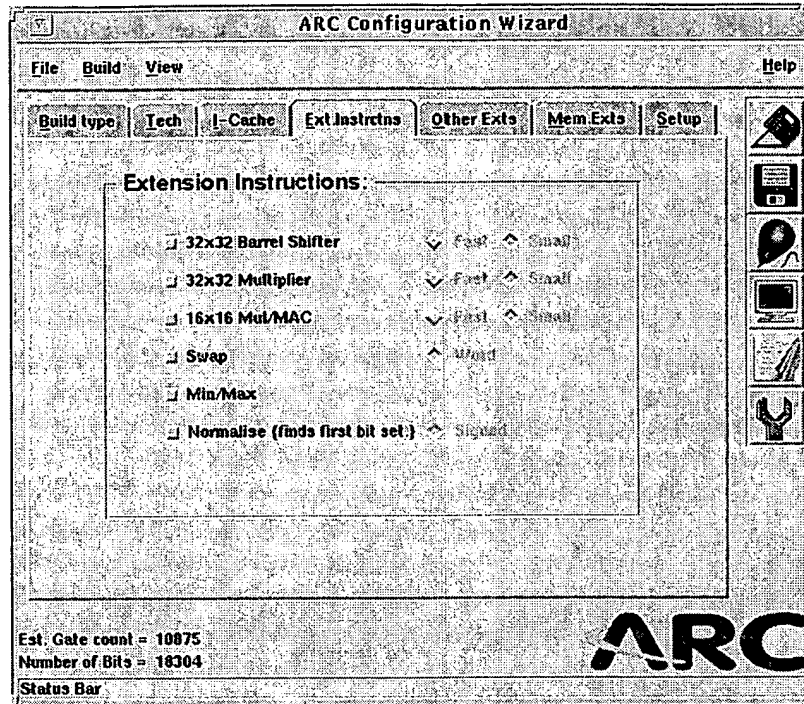 ARC Configuration Wizard
File Build View Help
Build type Tech I-Cache Ext.Instrctns Other Exts Mem.Exts Setup
Extension Instructions:
32x32 Barrel Shifter Fast Small
32x32 Multiplier Fast Small
16x16 Mul/MAC Fast Small
Swap Word
Min/Max
Normalise (finds first bit set.) Signed
Est. Gate count = 10875
Number of Bits = 18304
ARC
Status Bar